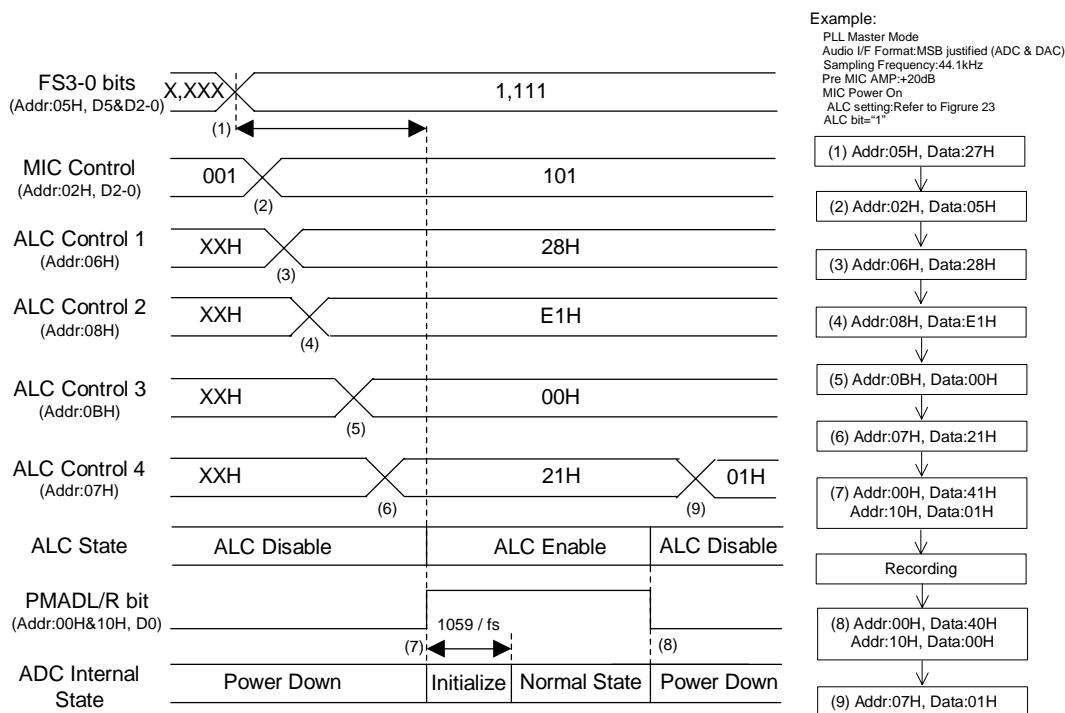 FS3-0 bits
(Addr:05H, D5&D2-0)
X,XXX
1,111
(1)
MIC Control
(Addr:02H, D2-0)
001
101
(2)
ALC Control 1
(Addr:06H)
XXH
28H
(3)
ALC Control 2
(Addr:08H)
XXH
E1H
(4)
ALC Control 3
(Addr:0BH)
XXH
00H
(5)
ALC Control 4
(Addr:07H)
XXH
21H
01H
(6)
(9)
ALC State
ALC Disable
ALC Enable
ALC Disable
PMADL/R bit
(Addr:00H&10H, D0)
1059 / fs
(7)
(8)
ADC Internal
State
Power Down
Initialize
Normal State
Power Down
Example:
PLL Master Mode
Audio I/F Format:MSB justified (ADC & DAC)
Sampling Frequency:44.1kHz
Pre MIC AMP:+20dB
MIC Power On
ALC setting:Refer to Figrure 23
ALC bit=“1”
(1) Addr:05H, Data:27H
(2) Addr:02H, Data:05H
(3) Addr:06H, Data:28H
(4) Addr:08H, Data:E1H
(5) Addr:0BH, Data:00H
(6) Addr:07H, Data:21H
(7) Addr:00H, Data:41H
Addr:10H, Data:01H
Recording
(8) Addr:00H, Data:40H
Addr:10H, Data:00H
(9) Addr:07H, Data:01H